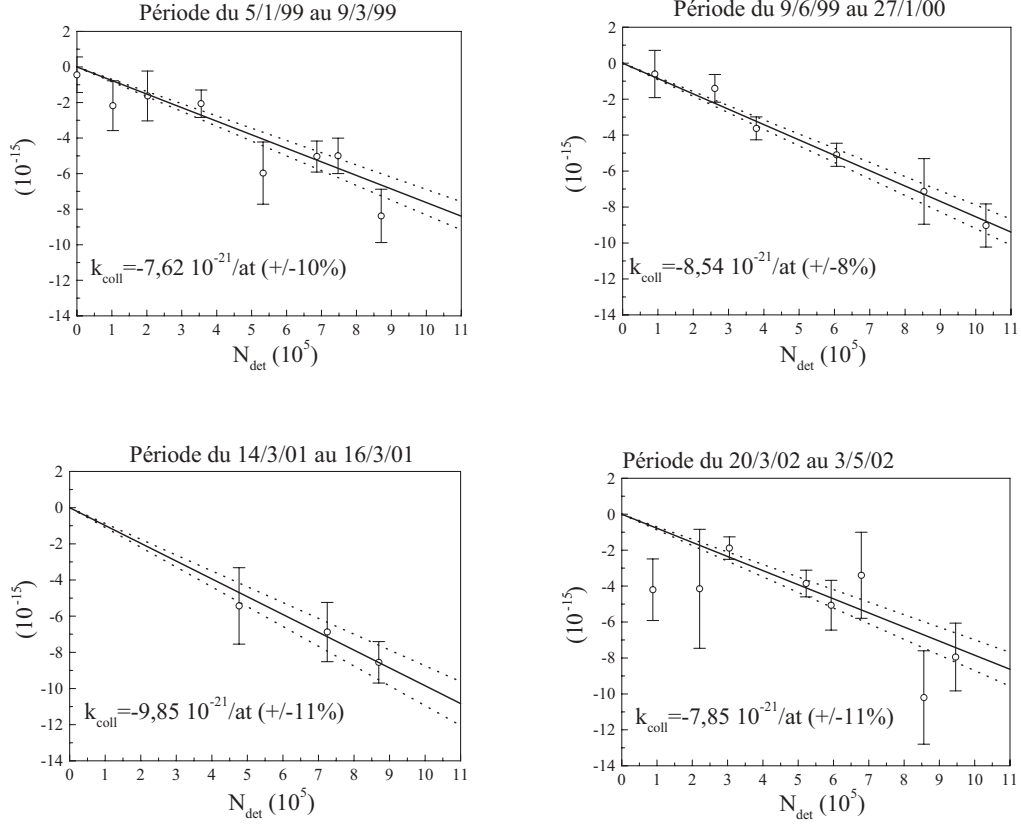 Période du 5/1/99 au 9/3/99
2
0
-2
-4
-6
-8
-10
-12
-14
(10⁻¹⁵)
k_coll=-7,62 10⁻²¹/at (+/-10%)
0 1 2 3 4 5 6 7 8 9 10 11
N_det (10⁵)
Période du 9/6/99 au 27/1/00
2
0
-2
-4
-6
-8
-10
-12
-14
(10⁻¹⁵)
k_coll=-8,54 10⁻²¹/at (+/-8%)
0 1 2 3 4 5 6 7 8 9 10 11
N_det (10⁵)
Période du 14/3/01 au 16/3/01
2
0
-2
-4
-6
-8
-10
-12
-14
(10⁻¹⁵)
k_coll=-9,85 10⁻²¹/at (+/-11%)
0 1 2 3 4 5 6 7 8 9 10 11
N_det (10⁵)
Période du 20/3/02 au 3/5/02
2
0
-2
-4
-6
-8
-10
-12
-14
(10⁻¹⁵)
k_coll=-7,85 10⁻²¹/at (+/-11%)
0 1 2 3 4 5 6 7 8 9 10 11
N_det (10⁵)